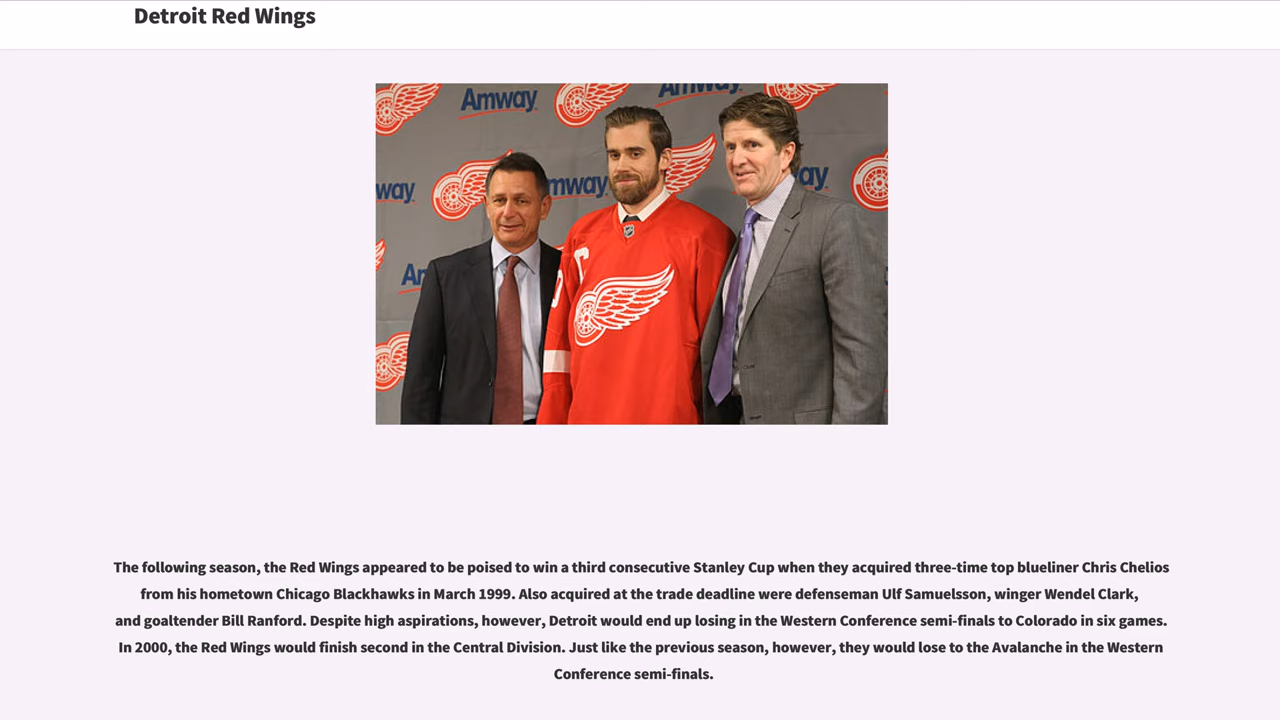 Detroit Red Wings
Amway
Amway
way
mway
ay
Am
C
The following season, the Red Wings appeared to be poised to win a third consecutive Stanley Cup when they acquired three-time top blueliner Chris Chelios
from his hometown Chicago Blackhawks in March 1999. Also acquired at the trade deadline were defenseman Ulf Samuelsson, winger Wendel Clark,
and goaltender Bill Ranford. Despite high aspirations, however, Detroit would end up losing in the Western Conference semi-finals to Colorado in six games.
In 2000, the Red Wings would finish second in the Central Division. Just like the previous season, however, they would lose to the Avalanche in the Western
Conference semi-finals.